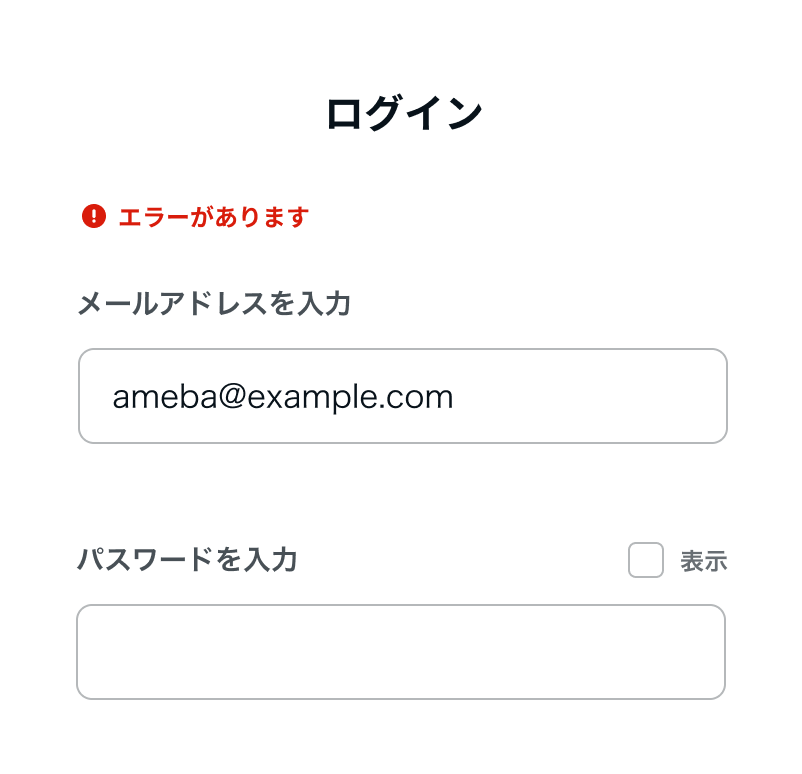 ログイン
エラーがあります
メールアドレスを入力
ameba@example.com
パスワードを入力
表示